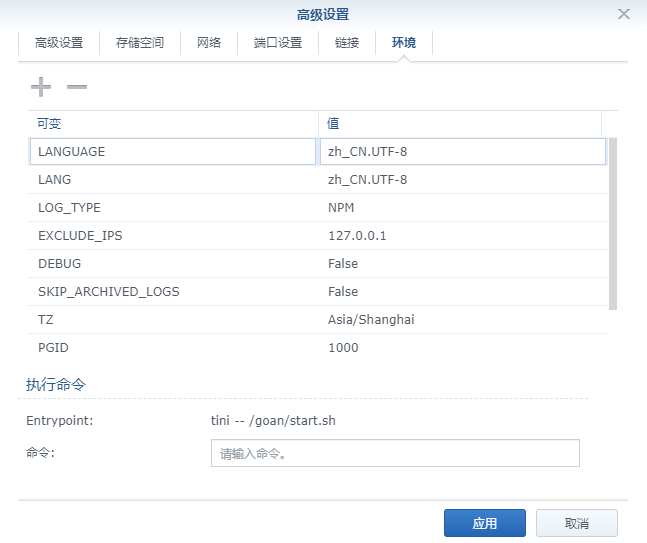 高级设置
高级设置 存储空间 网络 端口设置 链接 环境
可变 值
LANGUAGE zh_CN.UTF-8
LANG zh_CN.UTF-8
LOG_TYPE NPM
EXCLUDE_IPS 127.0.0.1
DEBUG False
SKIP_ARCHIVED_LOGS False
TZ Asia/Shanghai
PGID 1000
执行命令
Entrypoint: tini -- /goan/start.sh
命令: 请输入命令。
应用 取消